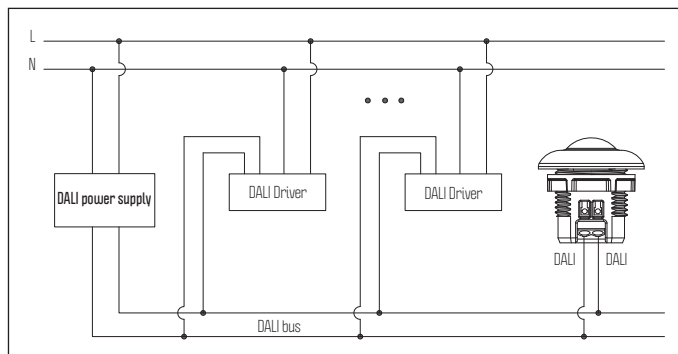 L
N
DALI power supply
DALI Driver
DALI Driver
DALI
DALI
DALI bus